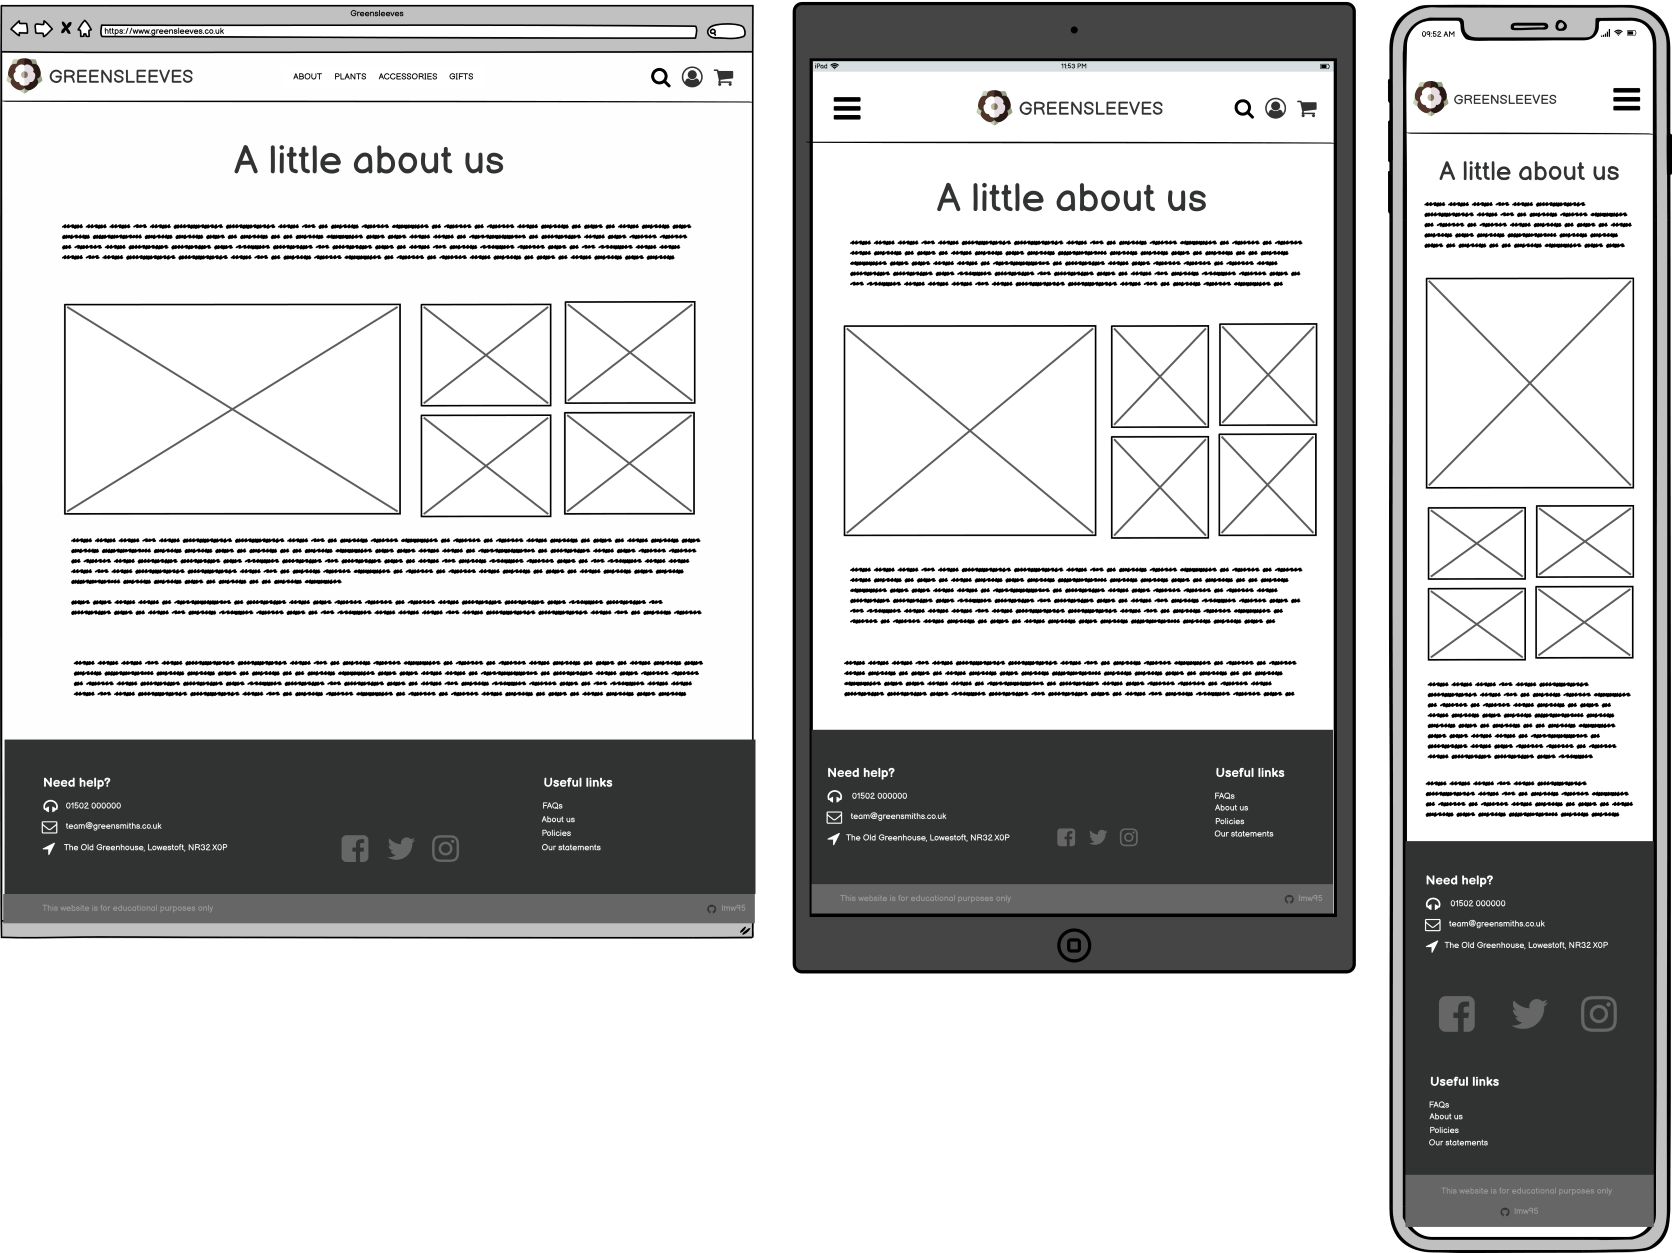 Greensleeves
https://www.greensleeves.co.uk
GREENSLEEVES
ABOUT PLANTS ACCESSORIES GIFTS
A little about us
Need help?
01502 000000
team@greensmiths.co.uk
The Old Greenhouse, Lowestoft, NR32 X0P
Useful links
FAQs
About us
Policies
Our statements
This website is for educational purposes only
lmw95
iPad
11:53 PM
GREENSLEEVES
A little about us
Need help?
01502 000000
team@greensmiths.co.uk
The Old Greenhouse, Lowestoft, NR32 X0P
Useful links
FAQs
About us
Policies
Our statements
This website is for educational purposes only
lmw95
09:52 AM
GREENSLEEVES
A little about us
Need help?
01502 000000
team@greensmiths.co.uk
The Old Greenhouse, Lowestoft, NR32 X0P
Useful links
FAQs
About us
Policies
Our statements
This website is for educational purposes only
lmw95